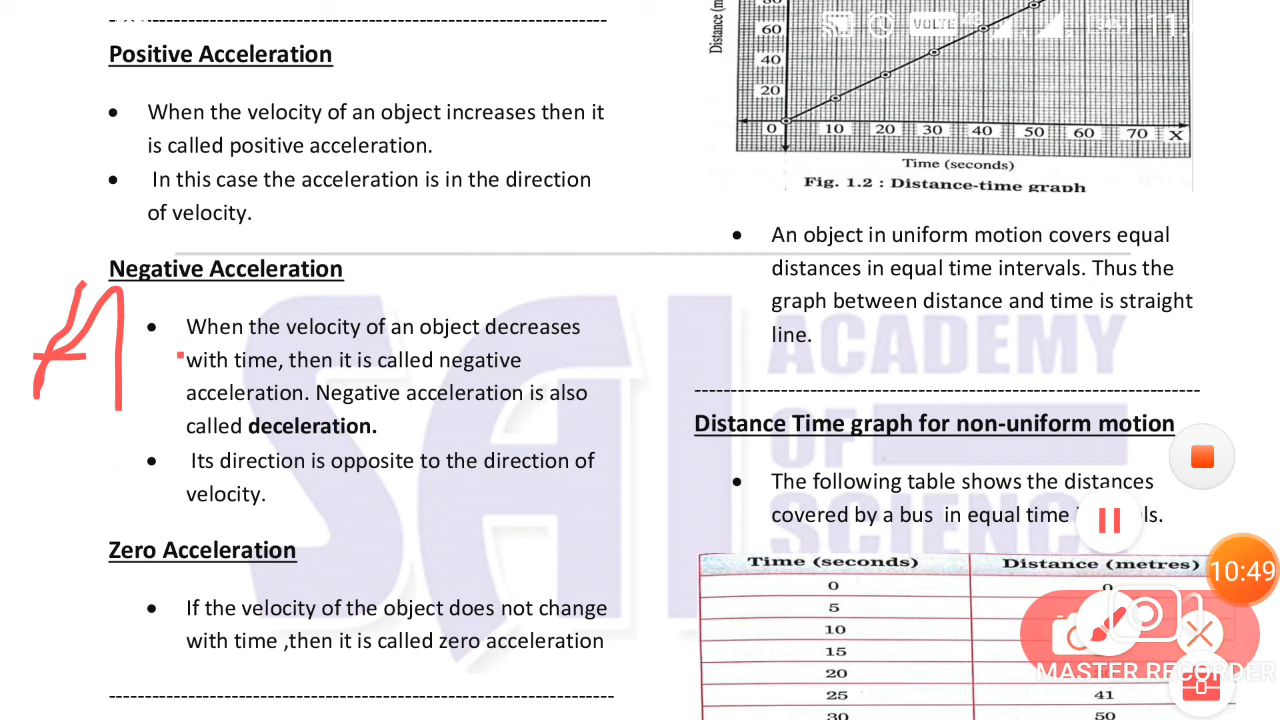 Positive Acceleration
• When the velocity of an object increases then it
is called positive acceleration.
• In this case the acceleration is in the direction
of velocity.
Negative Acceleration
• When the velocity of an object decreases
with time, then it is called negative
acceleration. Negative acceleration is also
called deceleration.
• Its direction is opposite to the direction of
velocity.
Zero Acceleration
• If the velocity of the object does not change
with time ,then it is called zero acceleration
Distance (m
60
40
20
0 10 20 30 40 50 60 70 X
Time (seconds)
Fig. 1.2 : Distance-time graph
• An object in uniform motion covers equal
distances in equal time intervals. Thus the
graph between distance and time is straight
line.
Distance Time graph for non-uniform motion
• The following table shows the distances
covered by a bus in equal time ls.
Time (seconds) Distance (metres)
0 0
5
10
15
20
25 41
30 50
SAI
ACADEMY
OF
SCIENCE
10:49
MASTER RECORDER